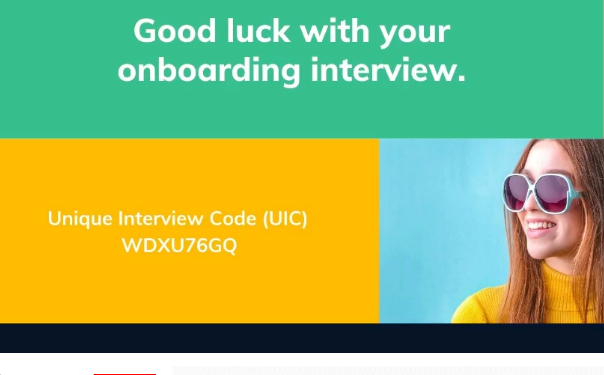 Good luck with your
onboarding interview.
Unique Interview Code (UIC)
WDXU76GQ